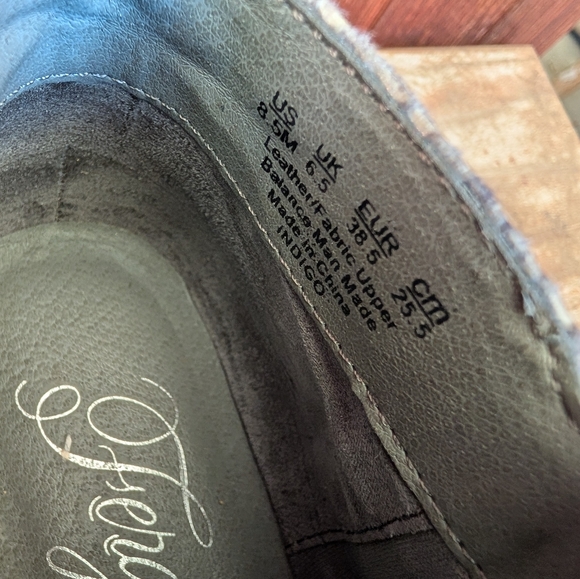 US UK EUR cm
8.5M 6.5 38.5 25.5
Leather/Fabric Upper
Balance Man Made
Made in China
INDIGO